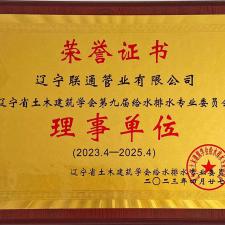 荣誉证书
辽宁联通管业有限公司
辽宁省土木建筑学会第九届给水排水专业委员会
理事单位
(2023.4—2025.4)
辽宁省土木建筑学会给水排水专业委员
二〇二三年四月廿七